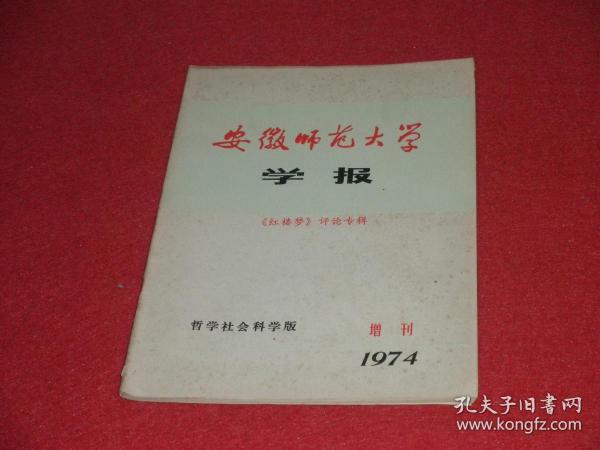 安徽师范大学
学报
《红楼梦》评论专辑
哲学社会科学版
增刊
1974
孔夫子旧书网
www.kongfz.com